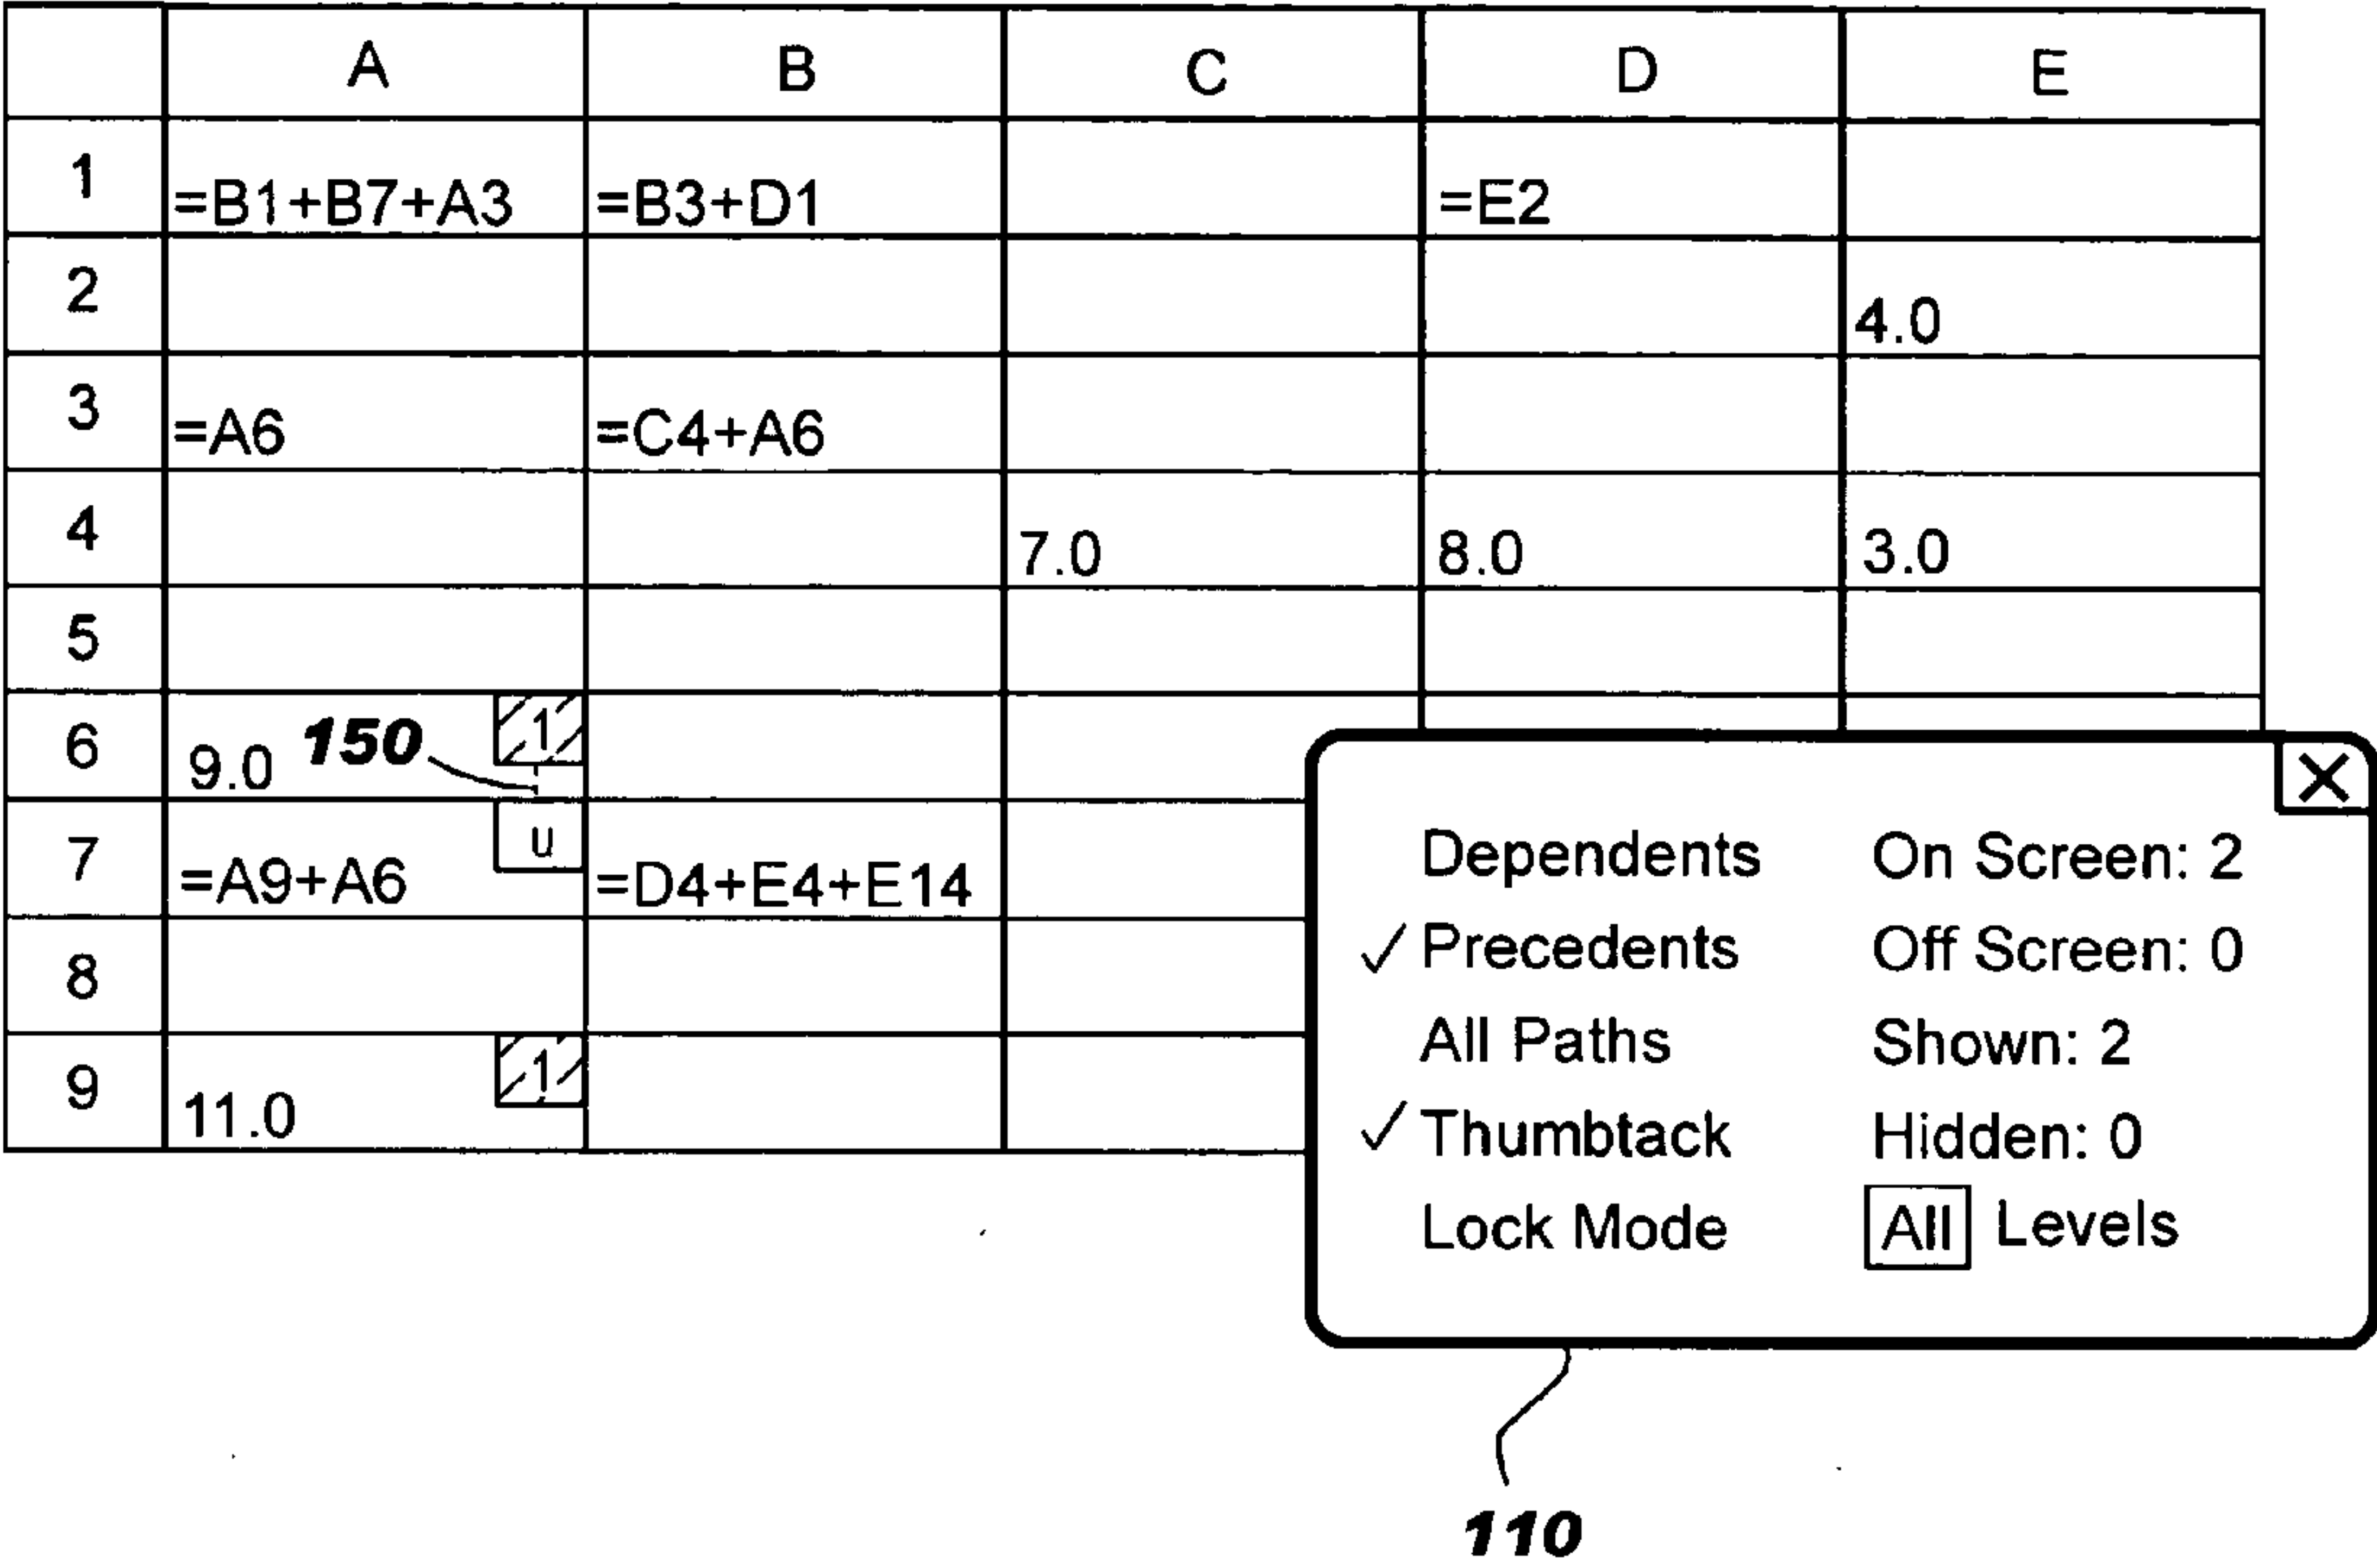 A B C D E
1 =B1+B7+A3 =B3+D1 =E2
2 4.0
3 =A6 =C4+A6
4 7.0 8.0 3.0
5
6 9.0 150 1
7 =A9+A6 u =D4+E4+E14
8
9 11.0 1
X
Dependents On Screen: 2
✓ Precedents Off Screen: 0
All Paths Shown: 2
✓ Thumbtack Hidden: 0
Lock Mode All Levels
110